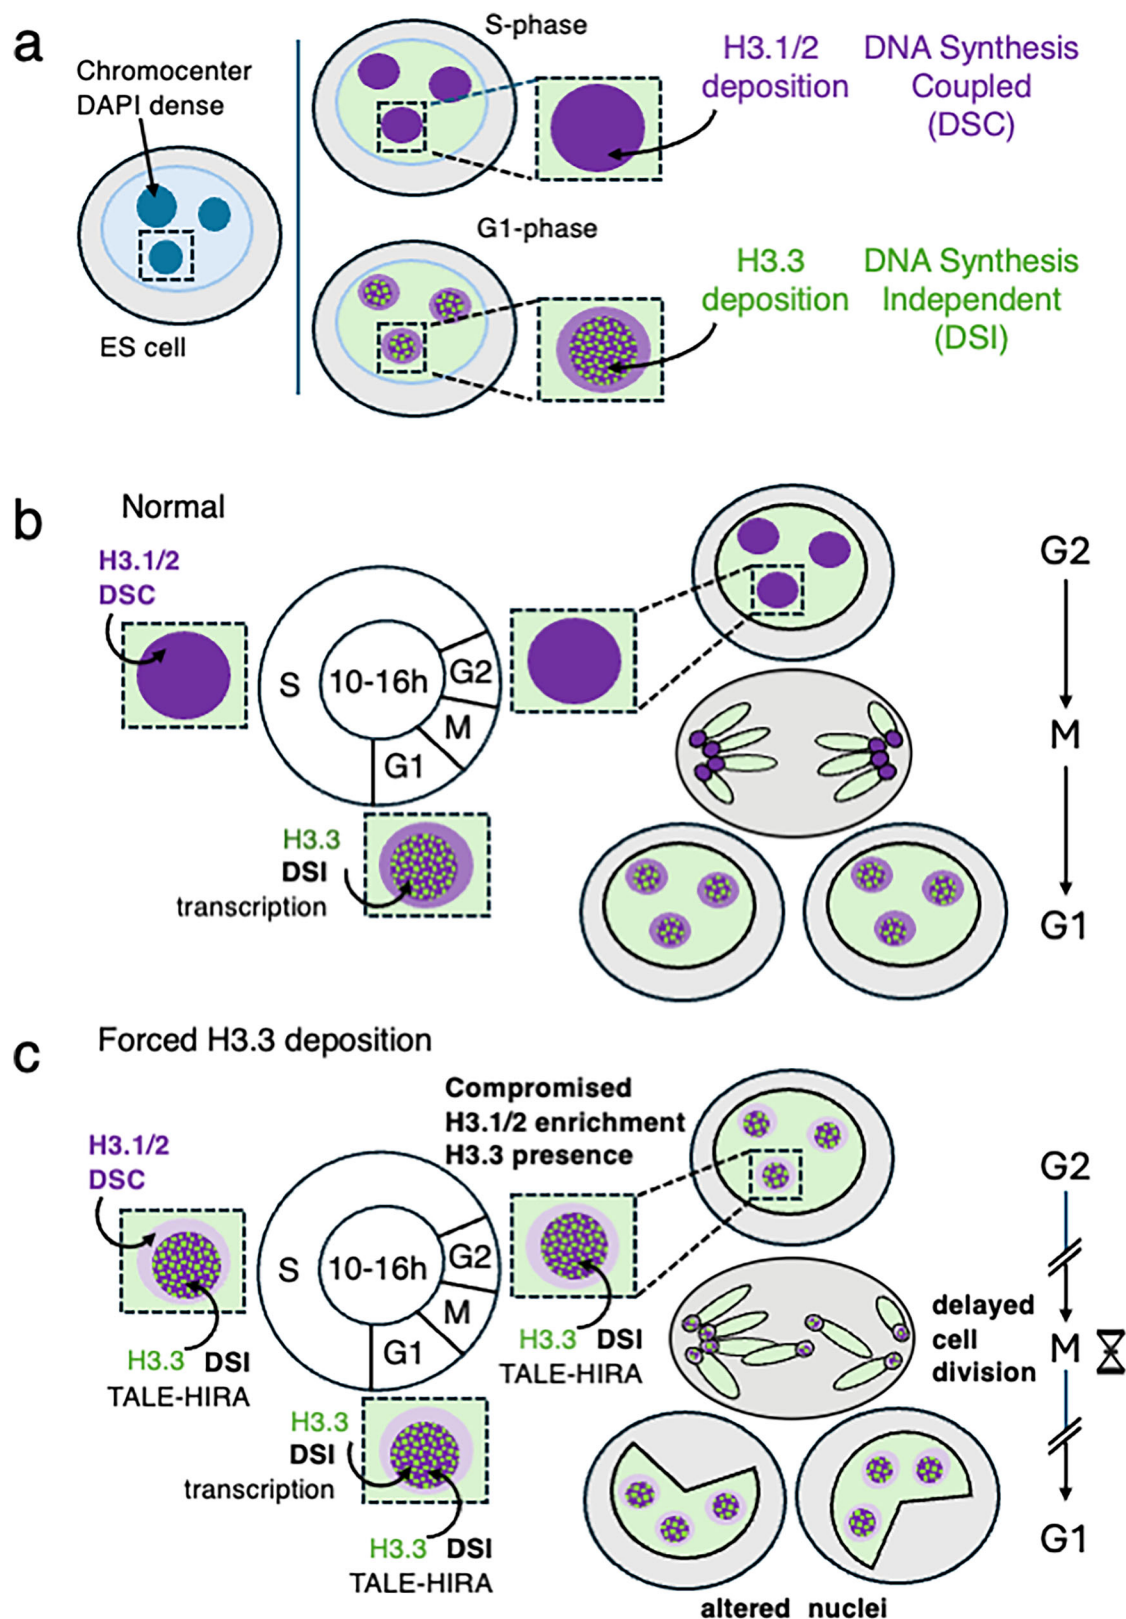 a
Chromocenter
DAPI dense
ES cell
S-phase
H3.1/2
deposition
DNA Synthesis
Coupled
(DSC)
G1-phase
H3.3
deposition
DNA Synthesis
Independent
(DSI)
b
Normal
H3.1/2
DSC
S
10-16h
G2
M
G1
H3.3
DSI
transcription
G2
M
G1
c
Forced H3.3 deposition
H3.1/2
DSC
H3.3 DSI
TALE-HIRA
S
10-16h
G2
M
G1
H3.3
DSI
transcription
H3.3 DSI
TALE-HIRA
Compromised
H3.1/2 enrichment
H3.3 presence
H3.3 DSI
TALE-HIRA
G2
delayed
cell
division
M
G1
altered nuclei